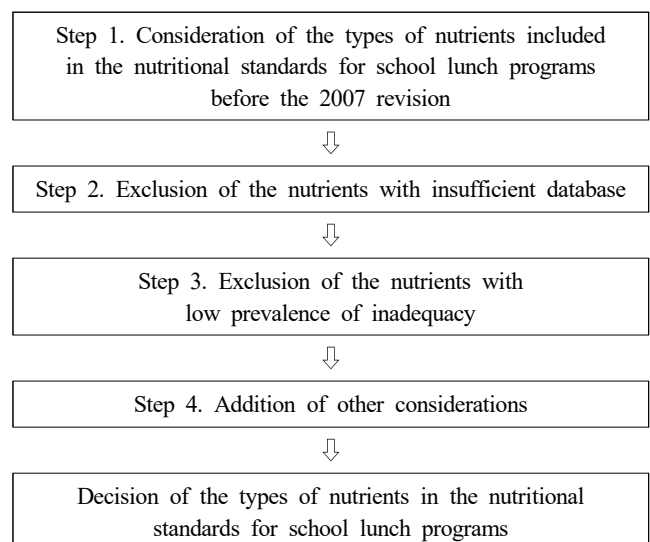 Step 1. Consideration of the types of nutrients included
in the nutritional standards for school lunch programs
before the 2007 revision
Step 2. Exclusion of the nutrients with insufficient database
Step 3. Exclusion of the nutrients with
low prevalence of inadequacy
Step 4. Addition of other considerations
Decision of the types of nutrients in the nutritional
standards for school lunch programs